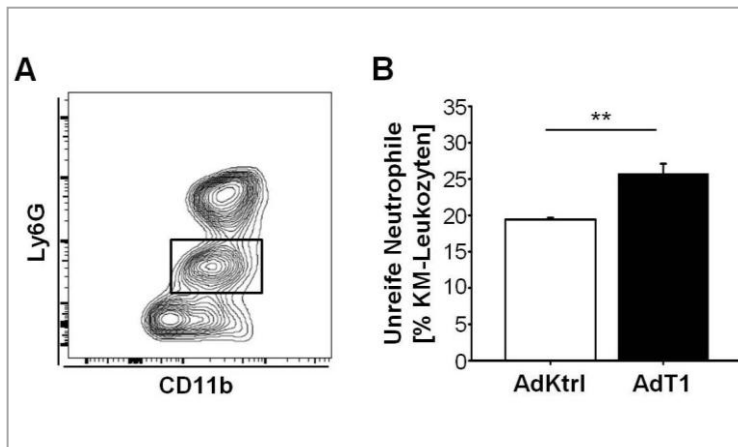 A
Ly6G
CD11b
B
Unreife Neutrophile
[% KM-Leukozyten]
35
30
25
20
15
10
5
0
**
AdKtrl AdT1